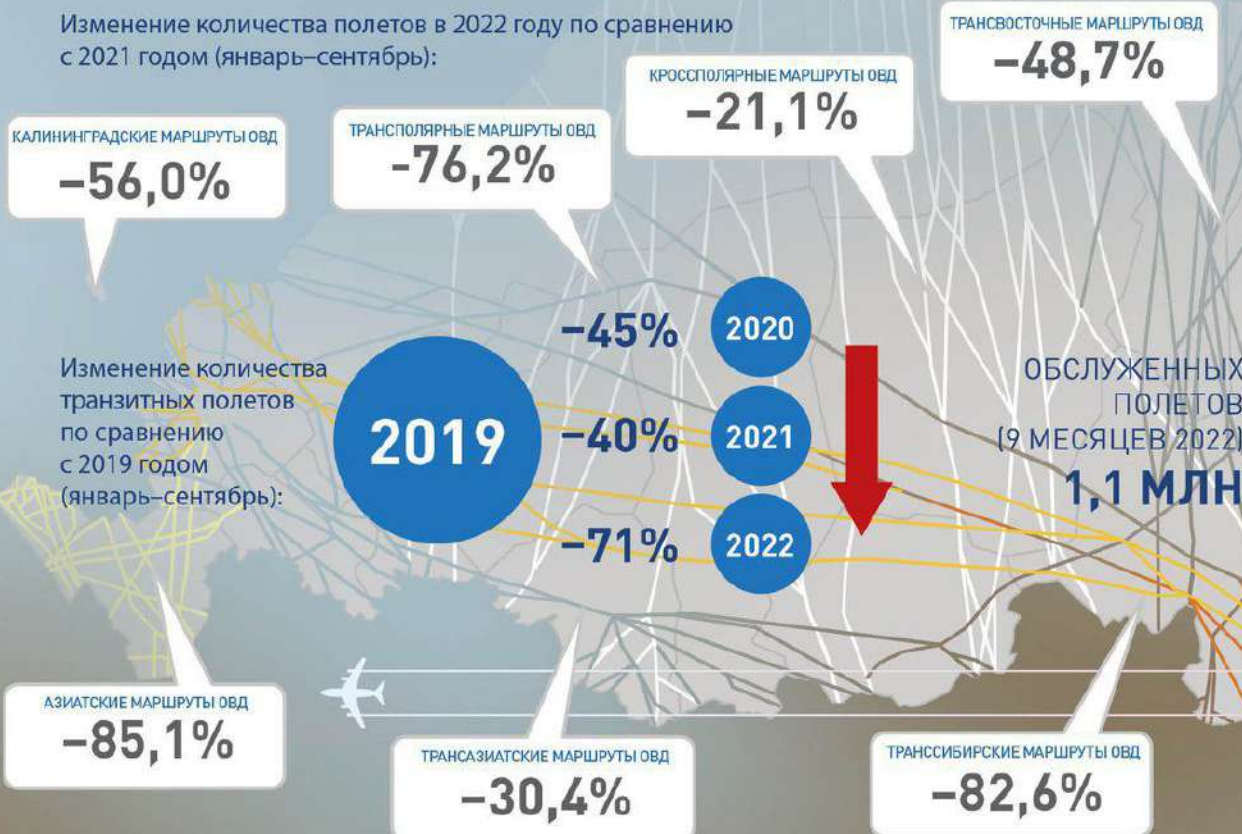 Изменение количества полетов в 2022 году по сравнению
с 2021 годом (январь–сентябрь):
ТРАНСВОСТОЧНЫЕ МАРШРУТЫ ОВД
–48,7%
КРОССПОЛЯРНЫЕ МАРШРУТЫ ОВД
–21,1%
КАЛИНИНГРАДСКИЕ МАРШРУТЫ ОВД
–56,0%
ТРАНСПОЛЯРНЫЕ МАРШРУТЫ ОВД
-76,2%
Изменение количества
транзитных полетов
по сравнению
с 2019 годом
(январь–сентябрь):
2019
–45%
2020
–40%
2021
–71%
2022
ОБСЛУЖЕННЫХ
ПОЛЕТОВ
(9 МЕСЯЦЕВ 2022)
1,1 МЛН
АЗИАТСКИЕ МАРШРУТЫ ОВД
–85,1%
ТРАНСАЗИАТСКИЕ МАРШРУТЫ ОВД
–30,4%
ТРАНССИБИРСКИЕ МАРШРУТЫ ОВД
–82,6%